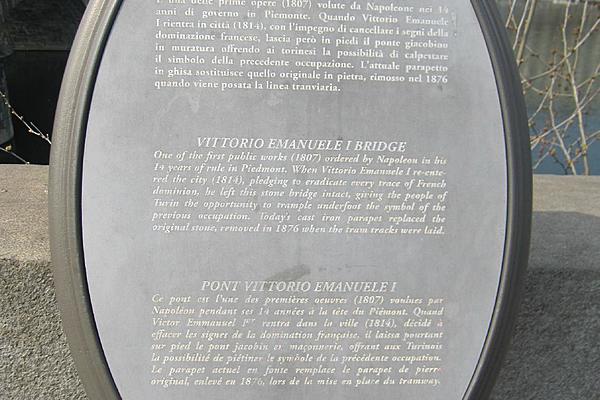 È una delle prime opere (1807) volute da Napoleone nei 14
anni di governo in Piemonte. Quando Vittorio Emanuele
I rientra in città (1814), con l'impegno di cancellare i segni della
dominazione francese, lascia però in piedi il ponte giacobino
in muratura offrendo ai torinesi la possibilità di calpestare
il simbolo della precedente occupazione. L'attuale parapetto
in ghisa sostituisce quello originale in pietra, rimosso nel 1876
quando viene posata la linea tranviaria.
VITTORIO EMANUELE I BRIDGE
One of the first public works (1807) ordered by Napoleon in his
14 years of rule in Piedmont. When Vittorio Emanuele I re-ente-
red the city (1814), pledging to eradicate every trace of French
dominion, he left this stone bridge intact, giving the people of
Turin the opportunity to trample underfoot the symbol of the
previous occupation. Today's cast iron parapet replaced the
original stone, removed in 1876 when the tram tracks were laid.
PONT VITTORIO EMANUELE I
Ce pont est l'une des premières oeuvres (1807) voulues par
Napoléon pendant ses 14 années à la tête du Piémont. Quand
Victor Emmanuel Iᵉʳ rentra dans la ville (1814), décidé à
effacer les signes de la domination française, il laissa pourtant
sur pied le pont jacobin en maçonnerie, offrant aux Turinois
la possibilité de piétiner le symbole de la précédente occupation.
Le parapet actuel en fonte remplace le parapet de pierre
original, enlevé en 1876, lors de la mise en place du tramway.